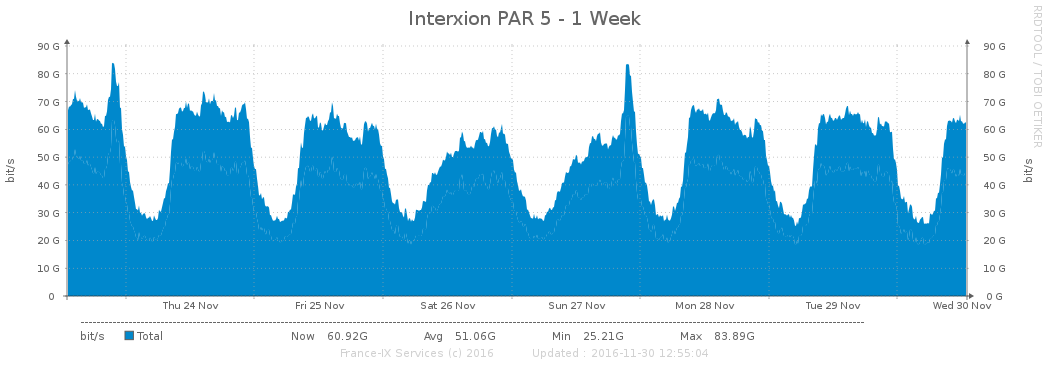 Interxion PAR 5 - 1 Week
RRDTOOL / TOBI OETIKER
bit/s
90 G
80 G
70 G
60 G
50 G
40 G
30 G
20 G
10 G
0
90 G
80 G
70 G
60 G
50 G
40 G
30 G
20 G
10 G
0 G
bit/s
Thu 24 Nov Fri 25 Nov Sat 26 Nov Sun 27 Nov Mon 28 Nov Tue 29 Nov Wed 30 Nov
bit/s Total Now 60.92G Avg 51.06G Min 25.21G Max 83.89G
France-IX Services (c) 2016 Updated : 2016-11-30 12:55:04